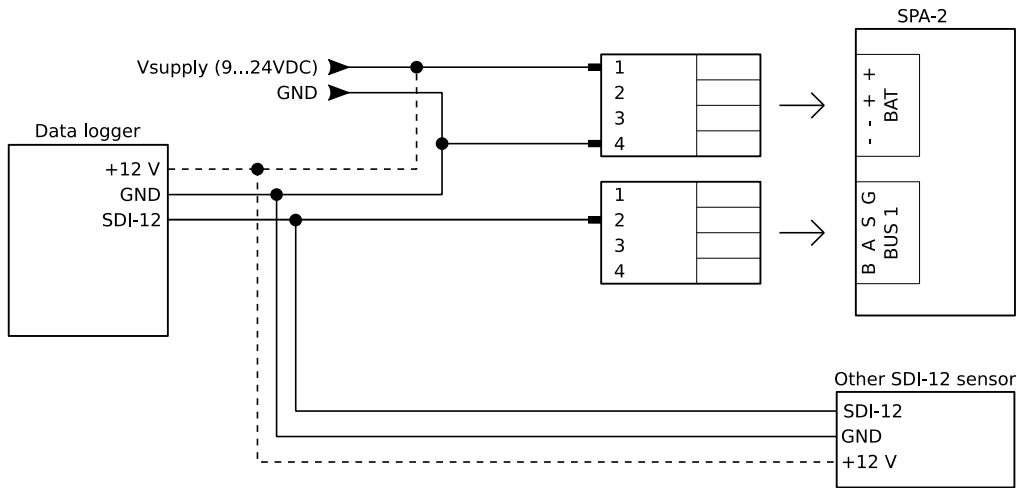 SPA-2
Vsupply (9...24VDC)
GND
1
2
3
4
- - + +
BAT
Data logger
+12 V
GND
SDI-12
1
2
3
4
B A S G
BUS 1
Other SDI-12 sensor
SDI-12
GND
+12 V